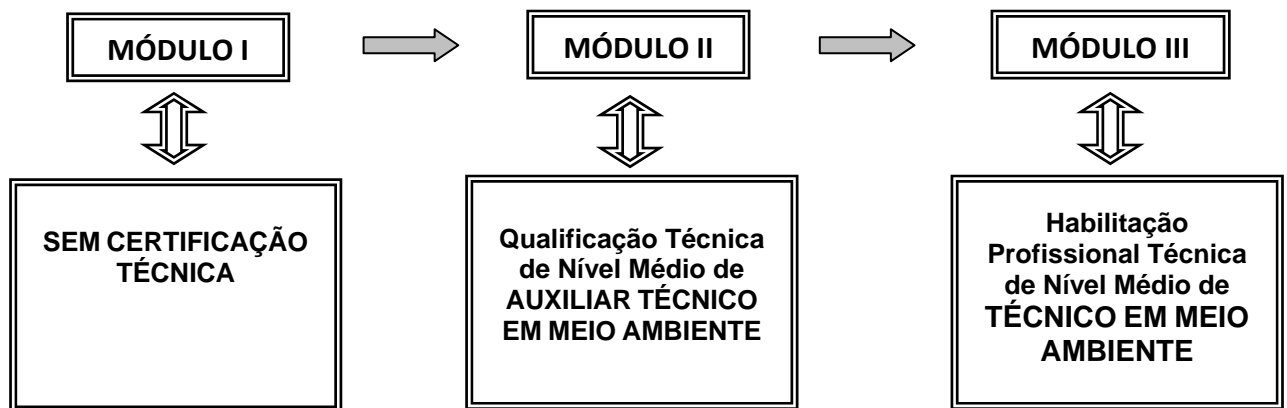 MÓDULO I
MÓDULO II
MÓDULO III
SEM CERTIFICAÇÃO
TÉCNICA
Qualificação Técnica
de Nível Médio de
AUXILIAR TÉCNICO
EM MEIO AMBIENTE
Habilitação
Profissional Técnica
de Nível Médio de
TÉCNICO EM MEIO
AMBIENTE